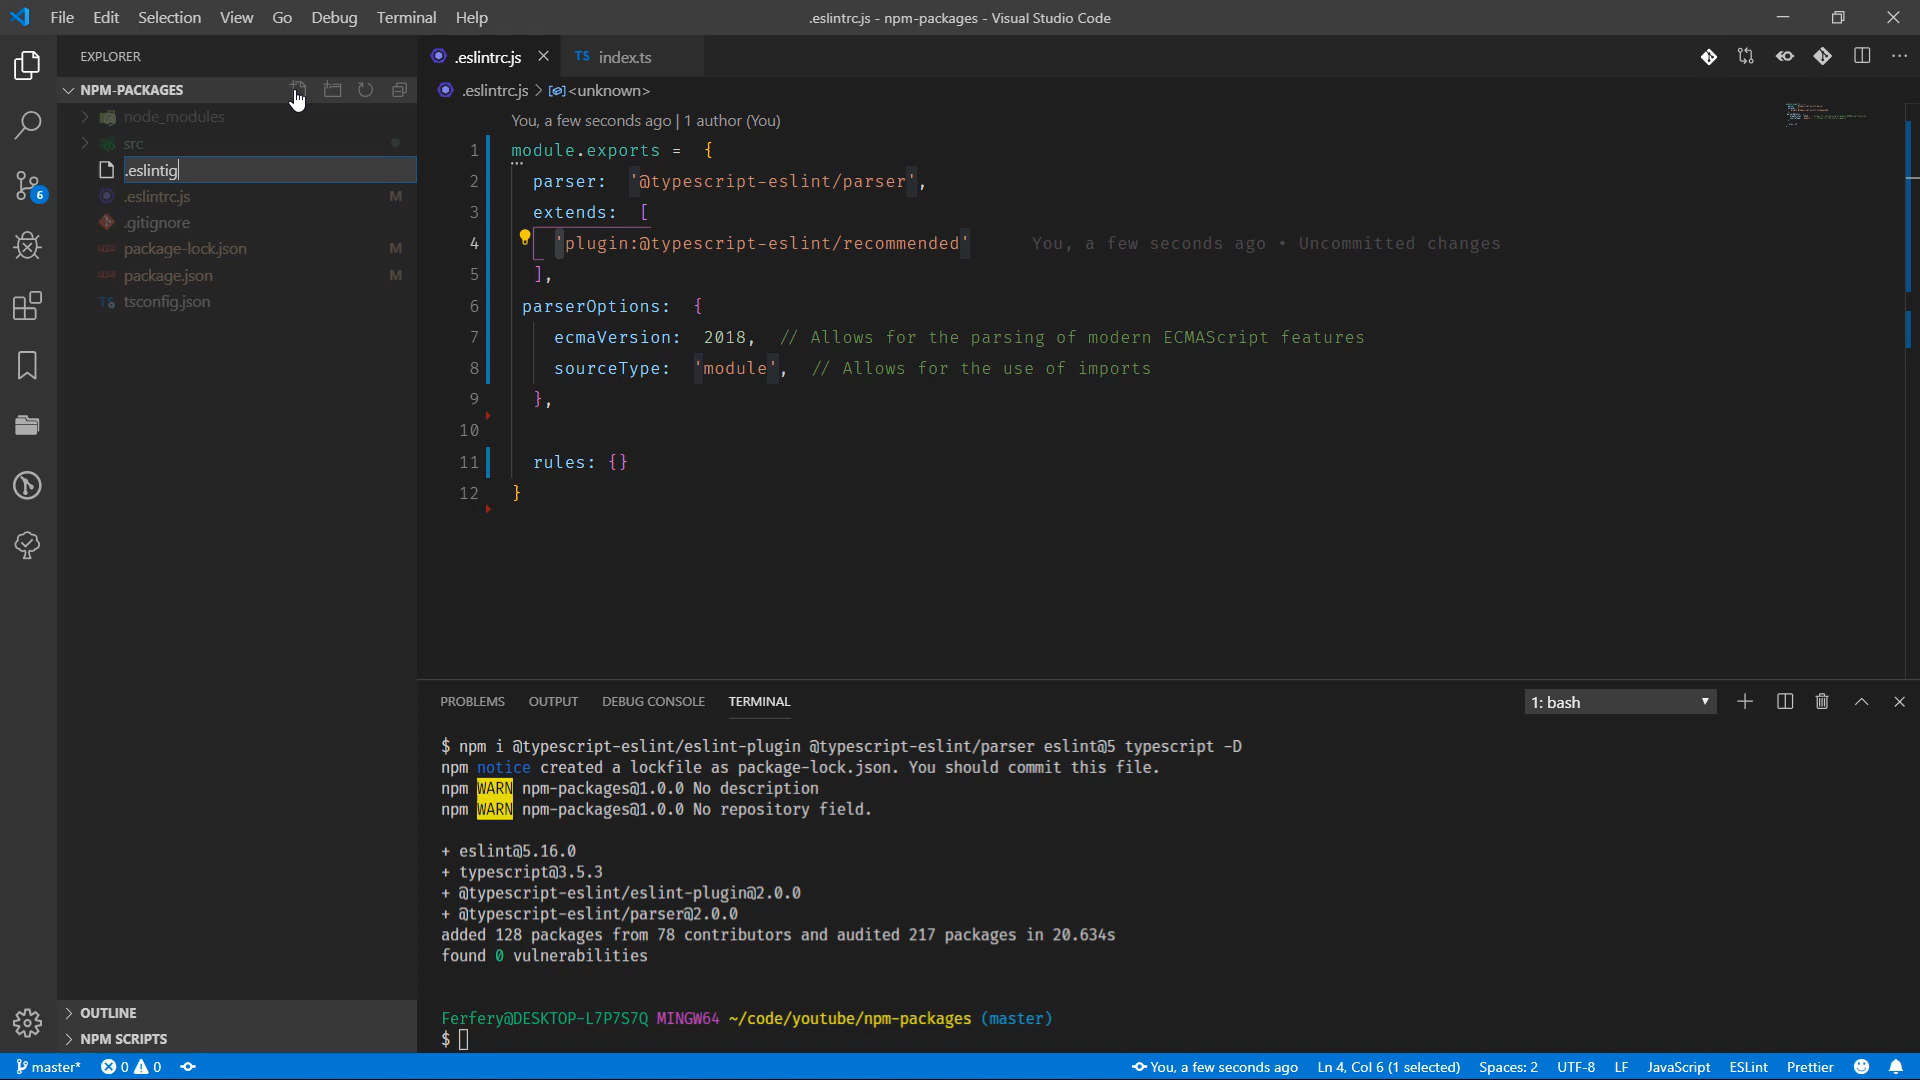 File Edit Selection View Go Debug Terminal Help
.eslintrc.js - npm-packages - Visual Studio Code
EXPLORER
NPM-PACKAGES
node_modules
src
.eslintig
.eslintrc.js M
.gitignore
package-lock.json M
package.json M
TS tsconfig.json
OUTLINE
NPM SCRIPTS
6
.eslintrc.js
TS index.ts
.eslintrc.js > <unknown>
You, a few seconds ago | 1 author (You)
1 module.exports = {
2 parser: '@typescript-eslint/parser',
3 extends: [
4 'plugin:@typescript-eslint/recommended' You, a few seconds ago • Uncommitted changes
5 ],
6 parserOptions: {
7 ecmaVersion: 2018, // Allows for the parsing of modern ECMAScript features
8 sourceType: 'module', // Allows for the use of imports
9 },
10
11 rules: {}
12 }
PROBLEMS OUTPUT DEBUG CONSOLE TERMINAL
1: bash
$ npm i @typescript-eslint/eslint-plugin @typescript-eslint/parser eslint@5 typescript -D
npm notice created a lockfile as package-lock.json. You should commit this file.
npm WARN npm-packages@1.0.0 No description
npm WARN npm-packages@1.0.0 No repository field.
+ eslint@5.16.0
+ typescript@3.5.3
+ @typescript-eslint/eslint-plugin@2.0.0
+ @typescript-eslint/parser@2.0.0
added 128 packages from 78 contributors and audited 217 packages in 20.634s
found 0 vulnerabilities
Ferfery@DESKTOP-L7P7S7Q MINGW64 ~/code/youtube/npm-packages (master)
$
master* 0 0
You, a few seconds ago Ln 4, Col 6 (1 selected) Spaces: 2 UTF-8 LF JavaScript ESLint Prettier